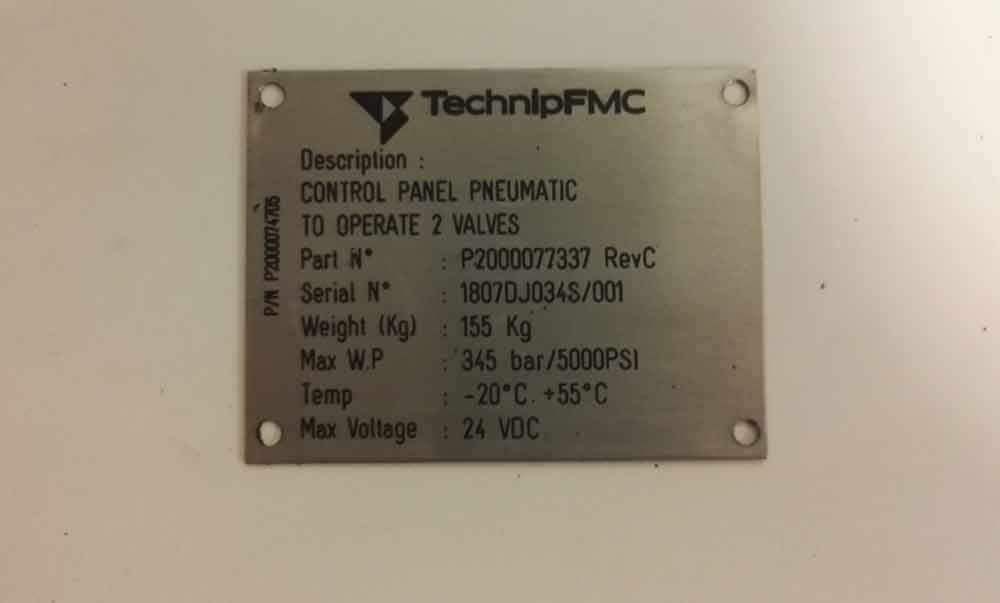 TechnipFMC
Description :
CONTROL PANEL PNEUMATIC
TO OPERATE 2 VALVES
Part N° : P2000077337 RevC
Serial N° : 1807DJ034S/001
Weight (Kg) : 155 Kg
Max W.P : 345 bar/5000PSI
Temp : -20°C. +55°C
Max Voltage : 24 VDC
P/N P2000074705